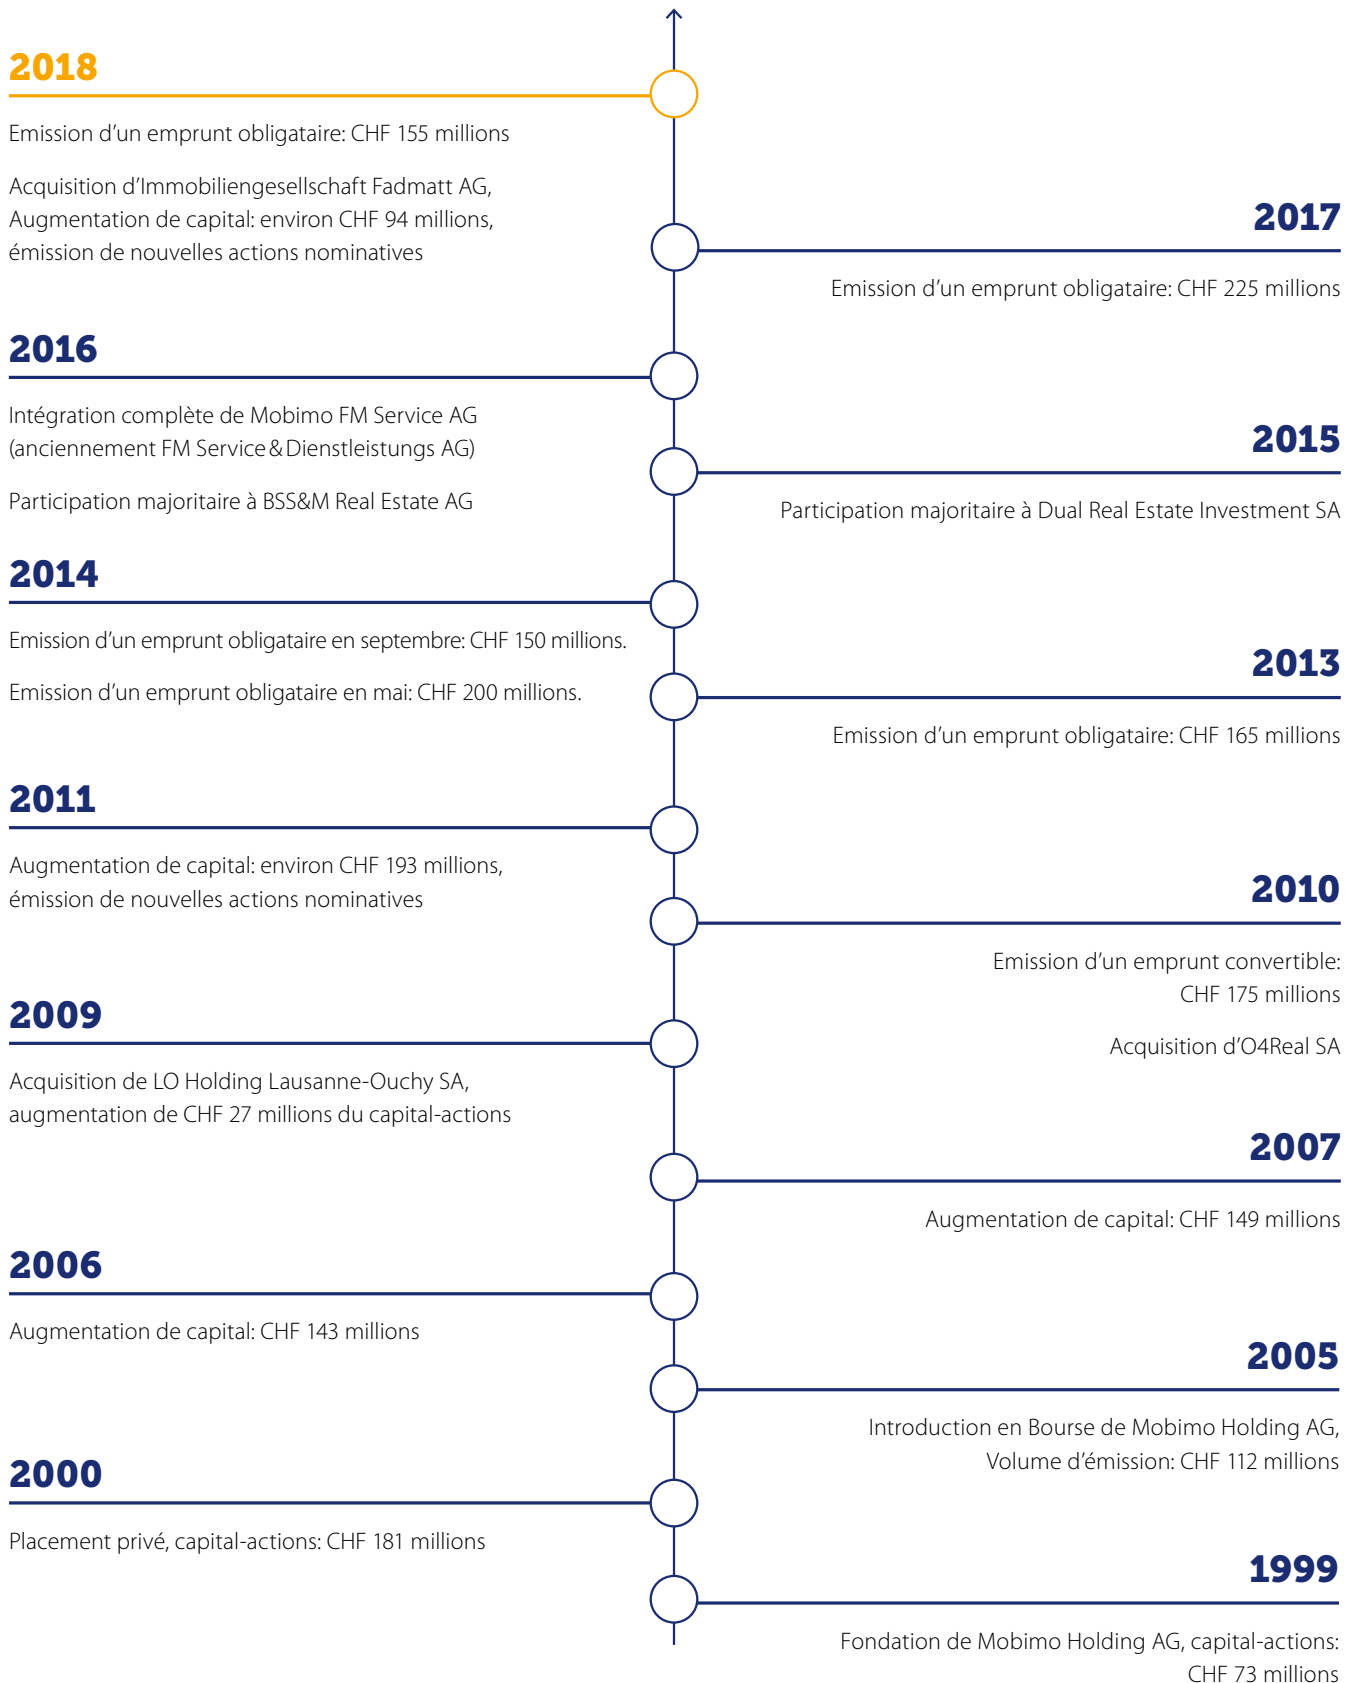 2018
Emission d’un emprunt obligataire: CHF 155 millions
Acquisition d’Immobiliengesellschaft Fadmatt AG,
Augmentation de capital: environ CHF 94 millions,
émission de nouvelles actions nominatives
2017
Emission d’un emprunt obligataire: CHF 225 millions
2016
Intégration complète de Mobimo FM Service AG
(anciennement FM Service & Dienstleistungs AG)
Participation majoritaire à BSS&M Real Estate AG
2015
Participation majoritaire à Dual Real Estate Investment SA
2014
Emission d’un emprunt obligataire en septembre: CHF 150 millions.
Emission d’un emprunt obligataire en mai: CHF 200 millions.
2013
Emission d’un emprunt obligataire: CHF 165 millions
2011
Augmentation de capital: environ CHF 193 millions,
émission de nouvelles actions nominatives
2010
Emission d’un emprunt convertible:
CHF 175 millions
Acquisition d’O4Real SA
2009
Acquisition de LO Holding Lausanne-Ouchy SA,
augmentation de CHF 27 millions du capital-actions
2007
Augmentation de capital: CHF 149 millions
2006
Augmentation de capital: CHF 143 millions
2005
Introduction en Bourse de Mobimo Holding AG,
Volume d’émission: CHF 112 millions
2000
Placement privé, capital-actions: CHF 181 millions
1999
Fondation de Mobimo Holding AG, capital-actions:
CHF 73 millions